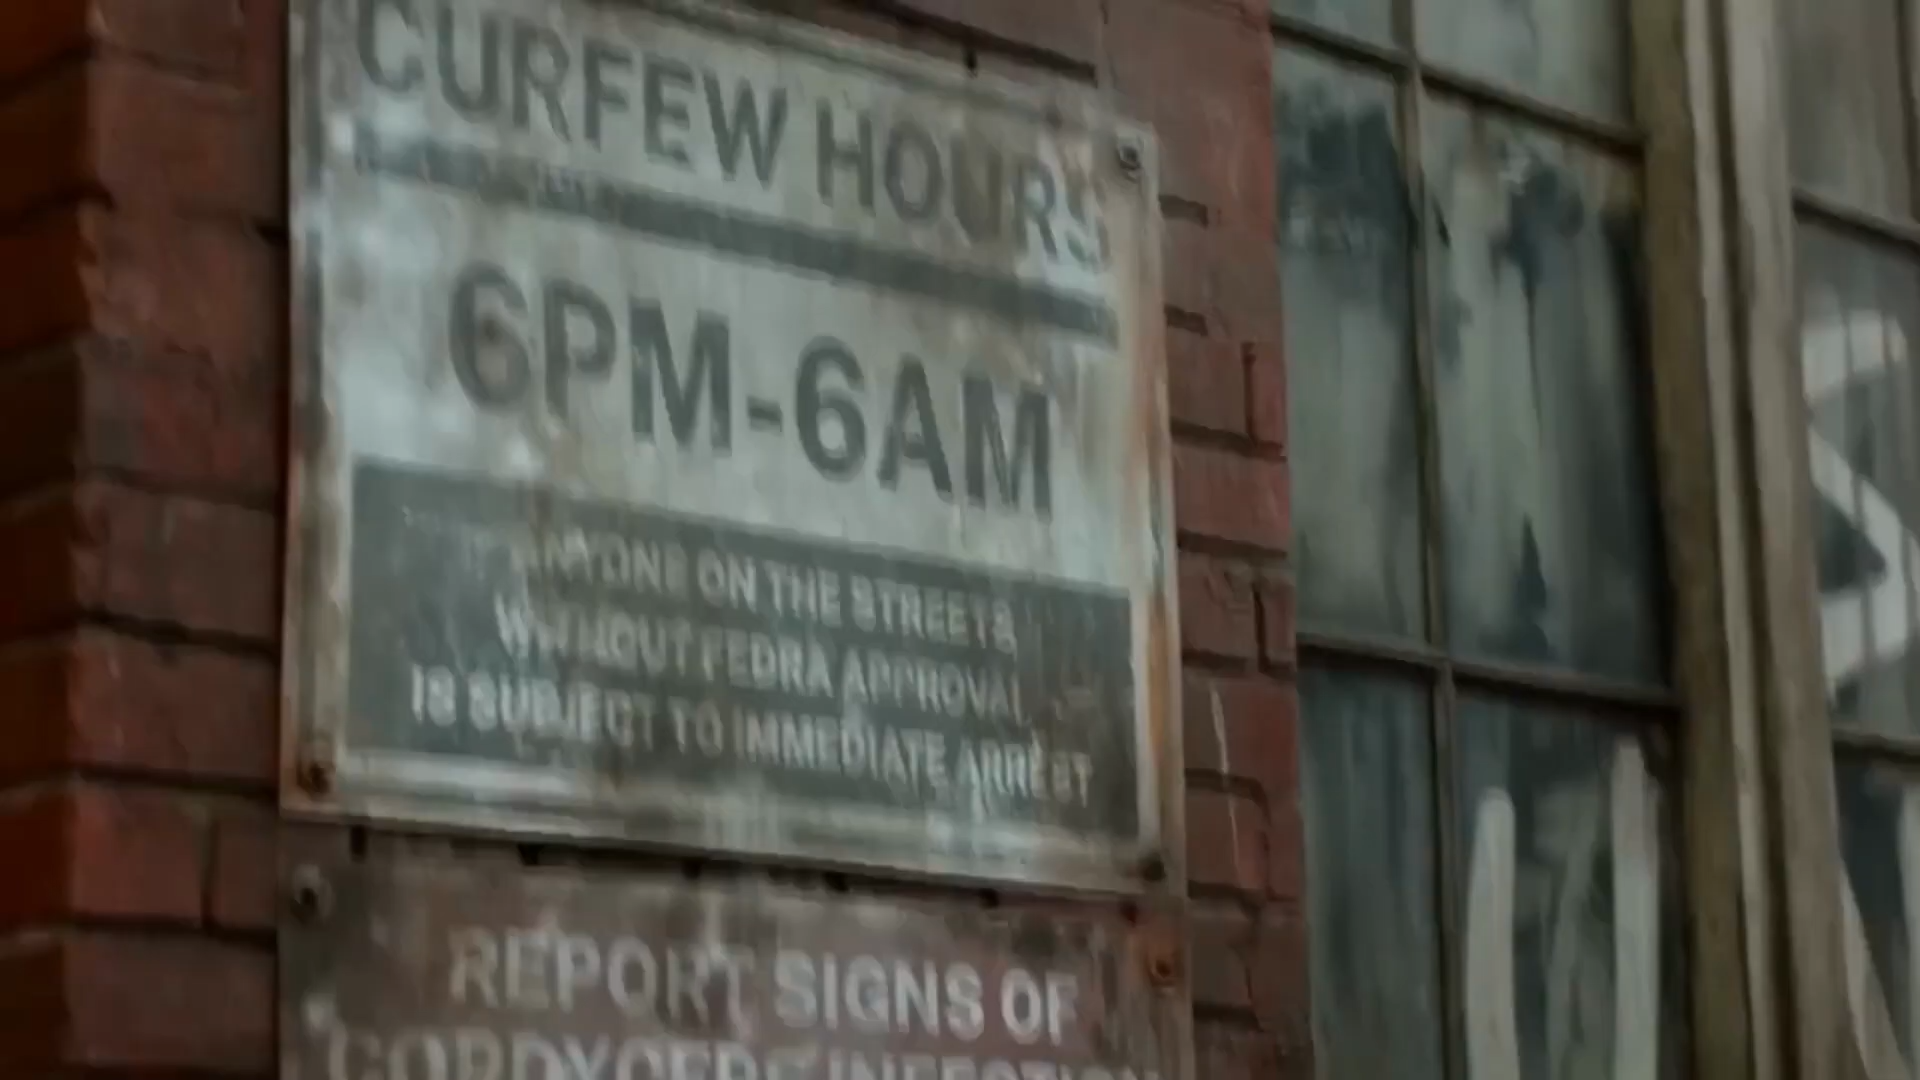 CURFEW HOURS
6PM-6AM
ANYONE ON THE STREETS
WITHOUT FEDRA APPROVAL
IS SUBJECT TO IMMEDIATE ARREST
REPORT SIGNS OF
CORDYCEPS INFECTION